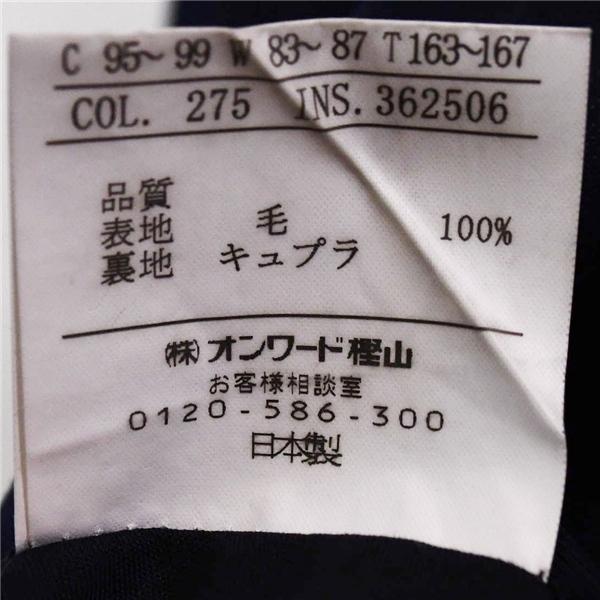 C 95~99 W 83~87 T163~167
COL. 275 INS. 362506
品質
表地 毛 100%
裏地 キュプラ
(株)オンワード樫山
お客様相談室
0120-586-300
日本製